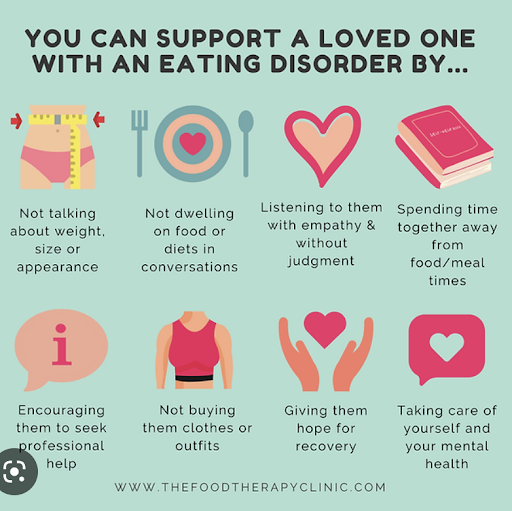 YOU CAN SUPPORT A LOVED ONE
WITH AN EATING DISORDER BY...
SELF-HELP
Not talking
about weight,
size or
appearance
Not dwelling
on food or
diets in
conversations
Listening to them
with empathy &
without
judgment
Spending time
together away
from
food/meal
times
i
Encouraging
them to seek
professional
help
Not buying
them clothes or
outfits
Giving them
hope for
recovery
Taking care of
yourself and
your mental
health
WWW.THEFOODTHERAPYCLINIC.COM